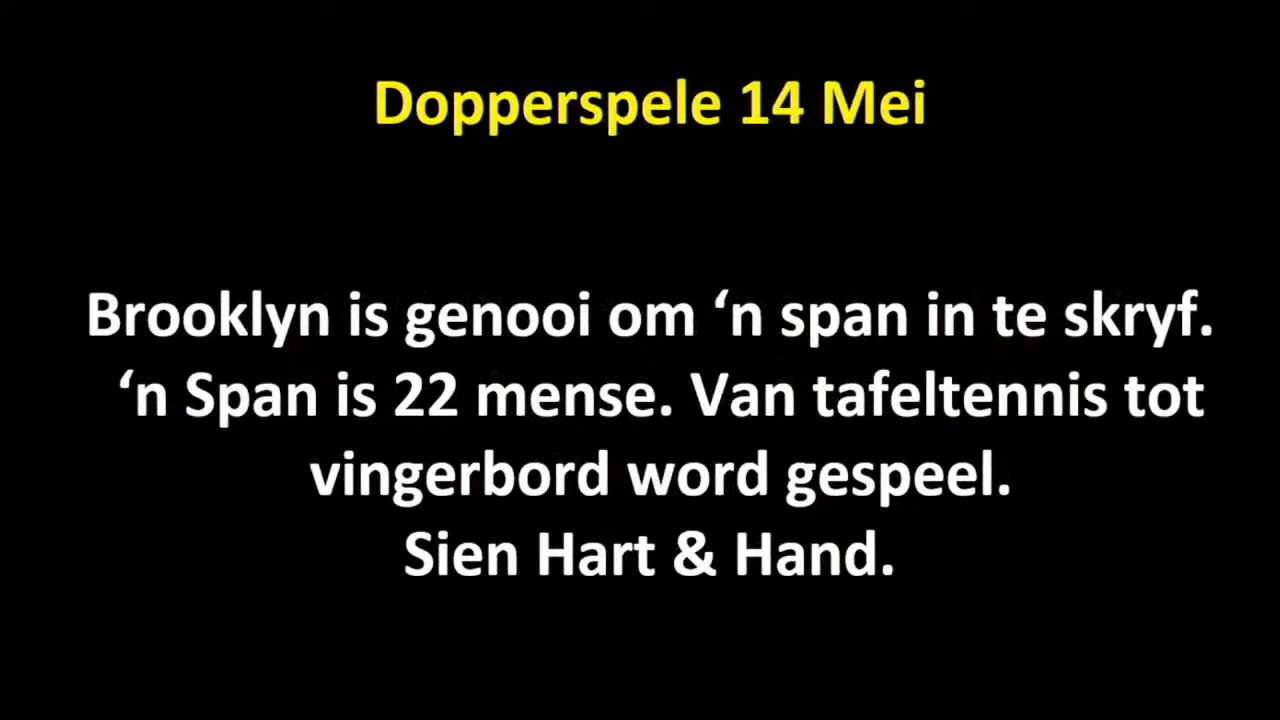 Dopperspele 14 Mei
Brooklyn is genooi om ‘n span in te skryf.
‘n Span is 22 mense. Van tafeltennis tot
vingerbord word gespeel.
Sien Hart & Hand.